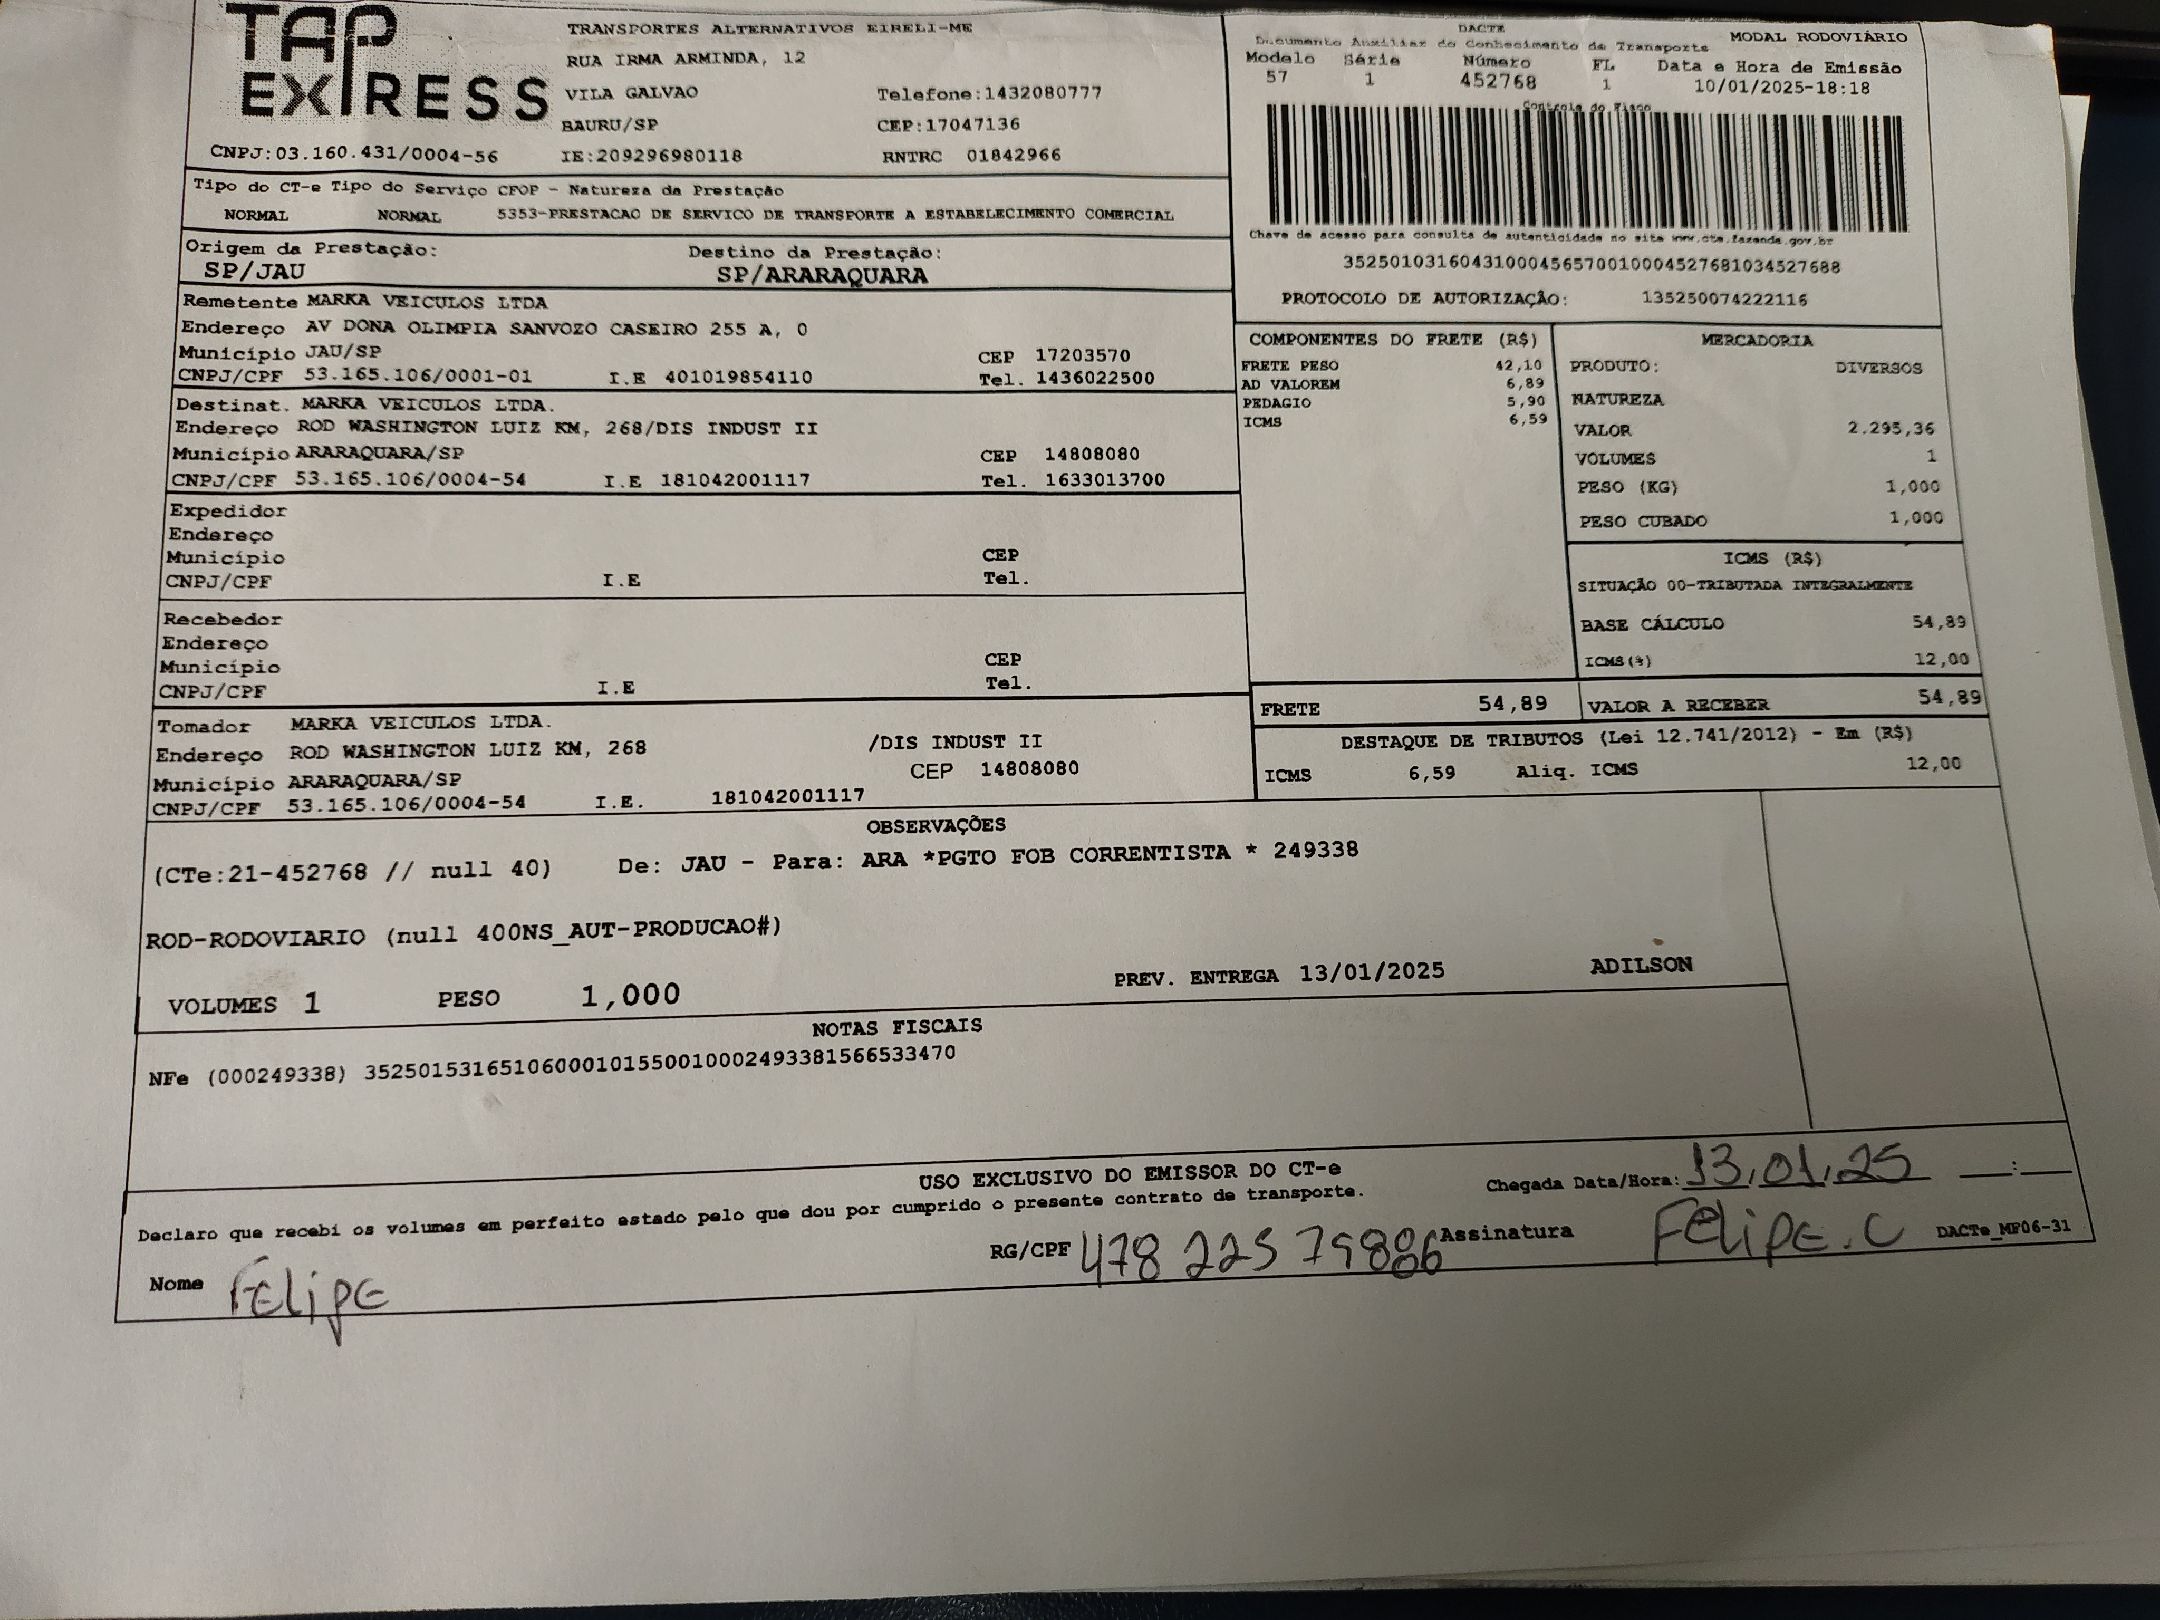 TAP EXPRESS
TRANSPORTES ALTERNATIVOS EIRELI-ME
RUA IRMA ARMINDA, 12
VILA GALVAO Telefone:1432080777
BAURU/SP CEP:17047136
CNPJ:03.160.431/0004-56 IE:209296980118 RNTRC 01842966
DACTE
Documento Auxiliar do Conhecimento de Transporte MODAL RODOVIÁRIO
Modelo Série Número FL Data e Hora de Emissão
57 1 452768 1 10/01/2025-18:18
Controle do Fisco
Chave de acesso para consulta de autenticidade no site www.cte.fazenda.gov.br
35250103160431000456570010004527681034527688
PROTOCOLO DE AUTORIZAÇÃO: 135250074222116
Tipo do CT-e Tipo do Serviço CFOP - Natureza da Prestação
NORMAL NORMAL 5353-PRESTACAO DE SERVICO DE TRANSPORTE A ESTABELECIMENTO COMERCIAL
Origem da Prestação: Destino da Prestação:
SP/JAU SP/ARARAQUARA
Remetente MARKA VEICULOS LTDA
Endereço AV DONA OLIMPIA SANVOZO CASEIRO 255 A, 0
Município JAU/SP CEP 17203570
CNPJ/CPF 53.165.106/0001-01 I.E 401019854110 Tel. 1436022500
Destinat. MARKA VEICULOS LTDA.
Endereço ROD WASHINGTON LUIZ KM, 268/DIS INDUST II
Município ARARAQUARA/SP CEP 14808080
CNPJ/CPF 53.165.106/0004-54 I.E 181042001117 Tel. 1633013700
Expedidor
Endereço
Município CEP
CNPJ/CPF I.E Tel.
Recebedor
Endereço
Município CEP
CNPJ/CPF I.E Tel.
Tomador MARKA VEICULOS LTDA.
Endereço ROD WASHINGTON LUIZ KM, 268 /DIS INDUST II
Município ARARAQUARA/SP CEP 14808080
CNPJ/CPF 53.165.106/0004-54 I.E. 181042001117
COMPONENTES DO FRETE (R$)
FRETE PESO 42,10
AD VALOREM 6,89
PEDAGIO 5,90
ICMS 6,59
MERCADORIA
PRODUTO: DIVERSOS
NATUREZA
VALOR 2.295,36
VOLUMES 1
PESO (KG) 1,000
PESO CUBADO 1,000
ICMS (R$)
SITUAÇÃO 00-TRIBUTADA INTEGRALMENTE
BASE CÁLCULO 54,89
ICMS(%) 12,00
FRETE 54,89 VALOR A RECEBER 54,89
DESTAQUE DE TRIBUTOS (Lei 12.741/2012) - Em (R$)
ICMS 6,59 Aliq. ICMS 12,00
OBSERVAÇÕES
(CTe:21-452768 // null 40) De: JAU - Para: ARA *PGTO FOB CORRENTISTA * 249338
ROD-RODOVIARIO (null 400NS_AUT-PRODUCAO#)
VOLUMES 1 PESO 1,000 PREV. ENTREGA 13/01/2025 ADILSON
NOTAS FISCAIS
NFe (000249338) 35250153165106000101550010002493381566533470
USO EXCLUSIVO DO EMISSOR DO CT-e
Declaro que recebi os volumes em perfeito estado pelo que dou por cumprido o presente contrato de transporte.
Chegada Data/Hora: 13.01.25 __:__
Nome Felipe RG/CPF Assinatura Felipe.C DACTe_MF06-31